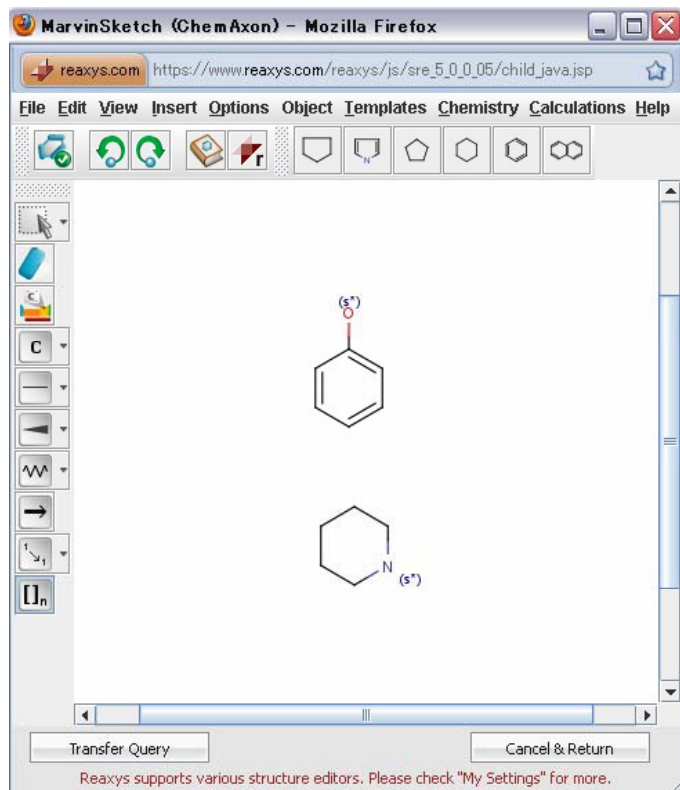 MarvinSketch (ChemAxon) - Mozilla Firefox
reaxys.com https://www.reaxys.com/reaxys/js/sre_5_0_0_05/child_java.jsp
File Edit View Insert Options Object Templates Chemistry Calculations Help
r N
C
(s*)
O
C
N
(s*)
1 1
[]n
Transfer Query Cancel & Return
Reaxys supports various structure editors. Please check "My Settings" for more.